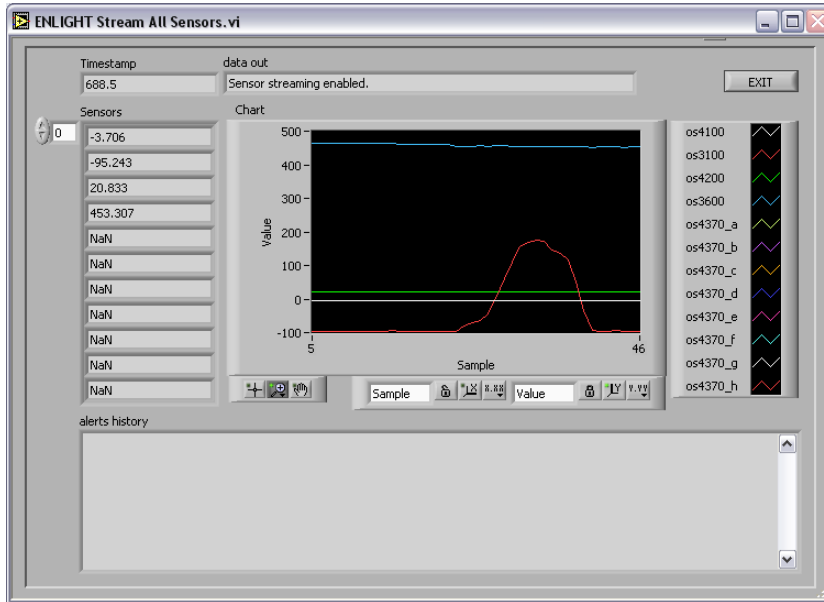 ENLIGHT Stream All Sensors.vi
Timestamp
data out
688.5
Sensor streaming enabled.
EXIT
Sensors
Chart
0
-3.706
-95.243
20.833
453.307
NaN
NaN
NaN
NaN
NaN
NaN
NaN
500
400
300
200
100
0
-100
Value
5
46
Sample
os4100
os3100
os4200
os3600
os4370_a
os4370_b
os4370_c
os4370_d
os4370_e
os4370_f
os4370_g
os4370_h
Sample
X
X.XX
Value
Y
Y.YY
alerts history